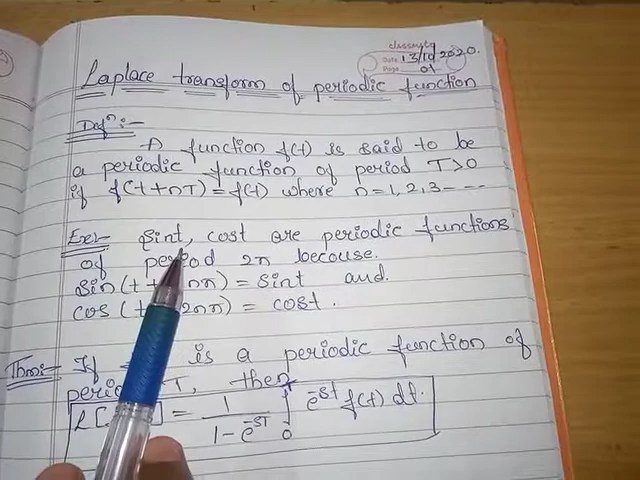 classmate
Date 13/10/2020.
Page 01
Laplace transform of periodic function
Defn:-
A function f(t) is said to be
a periodic function of period T>0
if f(t+nT)=f(t) where n=1,2,3----
Ex:- sint, cost are periodic functions
of period 2π becouse.
sin(t+ nπ) = sint and
cos(t 2nπ) = cost.
Thm:- If is a periodic function of
perio T, then
L[ ] = 1/(1-e^-ST) ∫0^T e^-st f(t) dt.